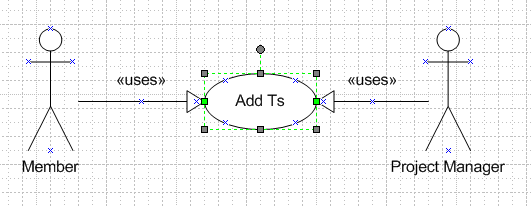 «uses»
«uses»
Add Ts
Member
Project Manager